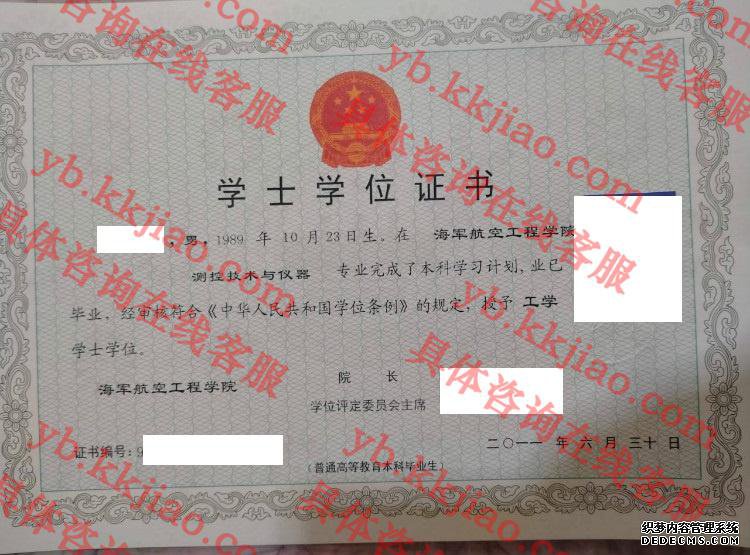 学士学位证书
，男，1989 年 10 月 23 日生。在 海军航空工程学院
测控技术与仪器 专业完成了本科学习计划，业已
毕业，经审核符合《中华人民共和国学位条例》的规定，授予 工学
学士学位。
海军航空工程学院
院 长
学位评定委员会主席
证书编号：9
二〇一一 年 六 月 三十 日
（普通高等教育本科毕业生）
具体咨询在线客服
yb.kkjiao.com
织梦内容管理系统
DEDECMS.COM